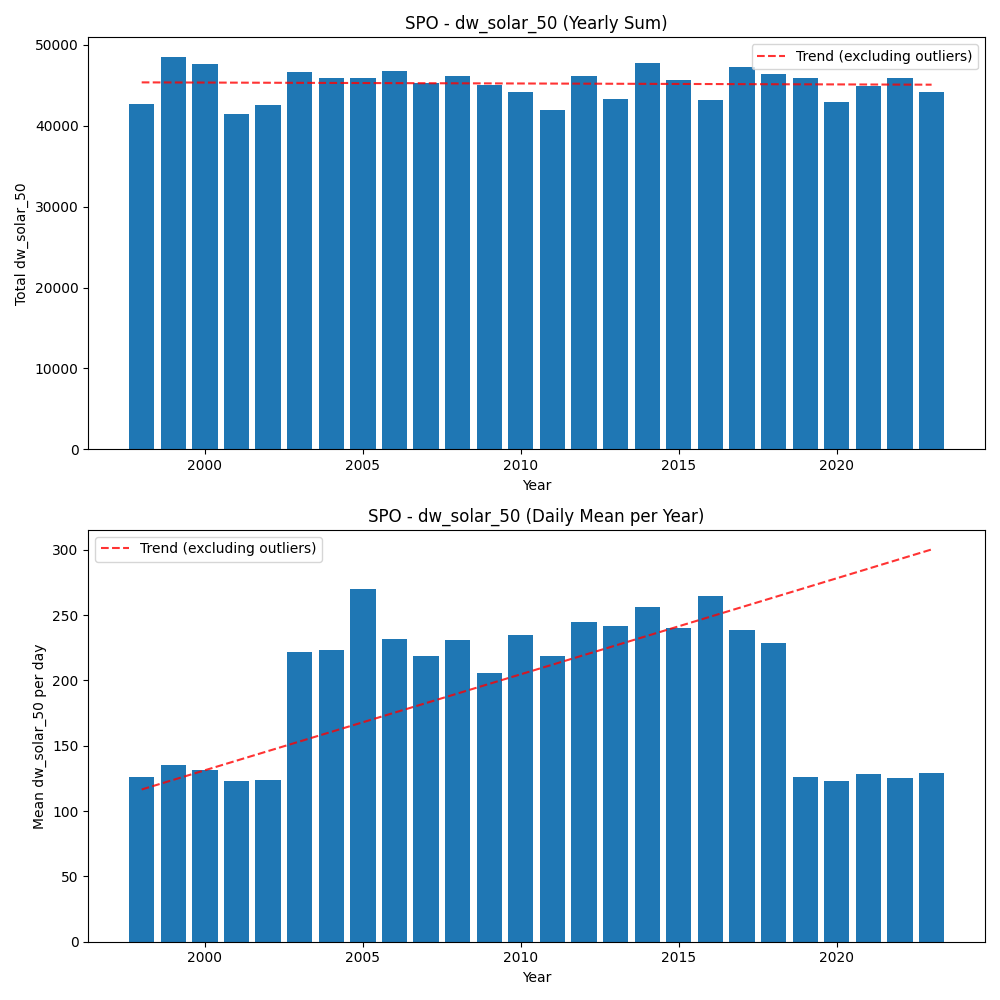 SPO - dw_solar_50 (Yearly Sum)
Trend (excluding outliers)
Total dw_solar_50
50000
40000
30000
20000
10000
0
2000 2005 2010 2015 2020
Year
SPO - dw_solar_50 (Daily Mean per Year)
Trend (excluding outliers)
Mean dw_solar_50 per day
300
250
200
150
100
50
0
2000 2005 2010 2015 2020
Year